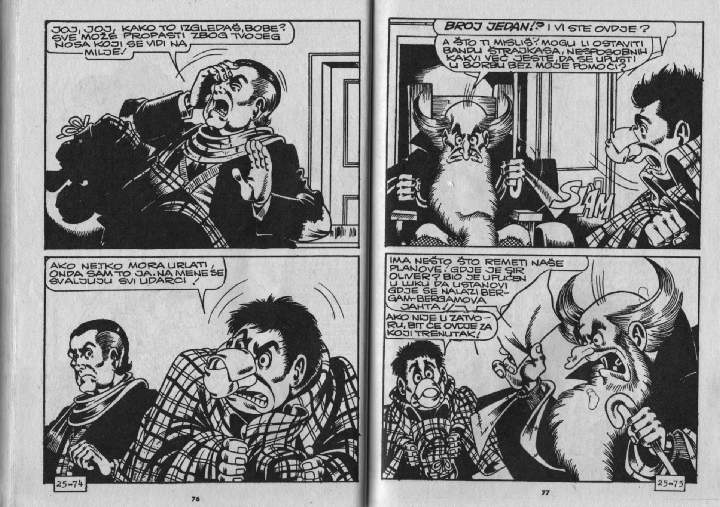 JOJ, JOJ, KAKO TO IZGLEDAŠ, BOBE?
SVE MOŽE PROPASTI ZBOG TVOJEG
NOSA KOJI SE VIDI NA
MILJE!
AKO NETKO MORA URLATI,
ONDA SAM TO JA. NA MENE SE
SVALJUJU SVI UDARCI!
25-74
76
BROJ JEDAN!? I VI STE OVDJE?
A ŠTO TI MISLIŠ? MOGU LI OSTAVITI
BANDU ŠTRAJKAŠA, NESPOSOBNIH
KAKVI VEĆ JESTE, DA SE UPUSTI
U BORBU BEZ MOJE POMOĆI?
SLAM
IMA NEŠTO ŠTO REMETI NAŠE
PLANOVE! GDJE JE SIR
OLIVER? BIO JE UPUĆEN
U LUKU DA USTANOVI
GDJE SE NALAZI BER-
GAM-BERGAMOVA
JAHTA!
AKO NIJE U ZATVO-
RU, BIT ĆE OVDJE ZA
KOJI TRENUTAK!
25-75
77